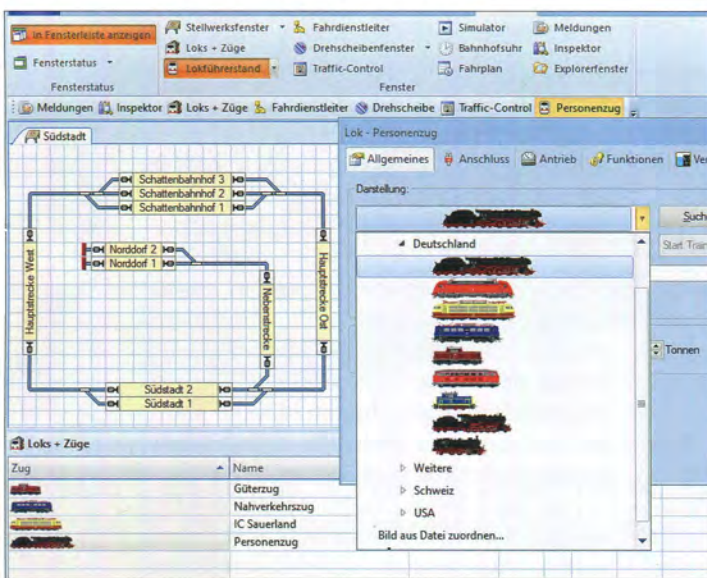 In Fensterleiste anzeigen
Fensterstatus
Fensterstatus
Stellwerksfenster
Loks + Züge
Lokführerstand
Fahrdienstleiter
Drehscheibenfenster
Traffic-Control
Simulator
Bahnhofsuhr
Fahrplan
Meldungen
Inspektor
Explorerfenster
Fenster
Meldungen Inspektor Loks + Züge Fahrdienstleiter Drehscheibe Traffic-Control Personenzug
Südstadt
Schattenbahnhof 3
Schattenbahnhof 2
Schattenbahnhof 1
Norddorf 2
Norddorf 1
Hauptstrecke West
Nebenstrecke
Hauptstrecke Ost
Südstadt 2
Südstadt 1
Lok - Personenzug
Allgemeines Anschluss Antrieb Funktionen
Darstellung:
Start
Deutschland
Tonnen
Weitere
Schweiz
USA
Bild aus Datei zuordnen...
Loks + Züge
Zug Name
Güterzug
Nahverkehrszug
IC Sauerland
Personenzug